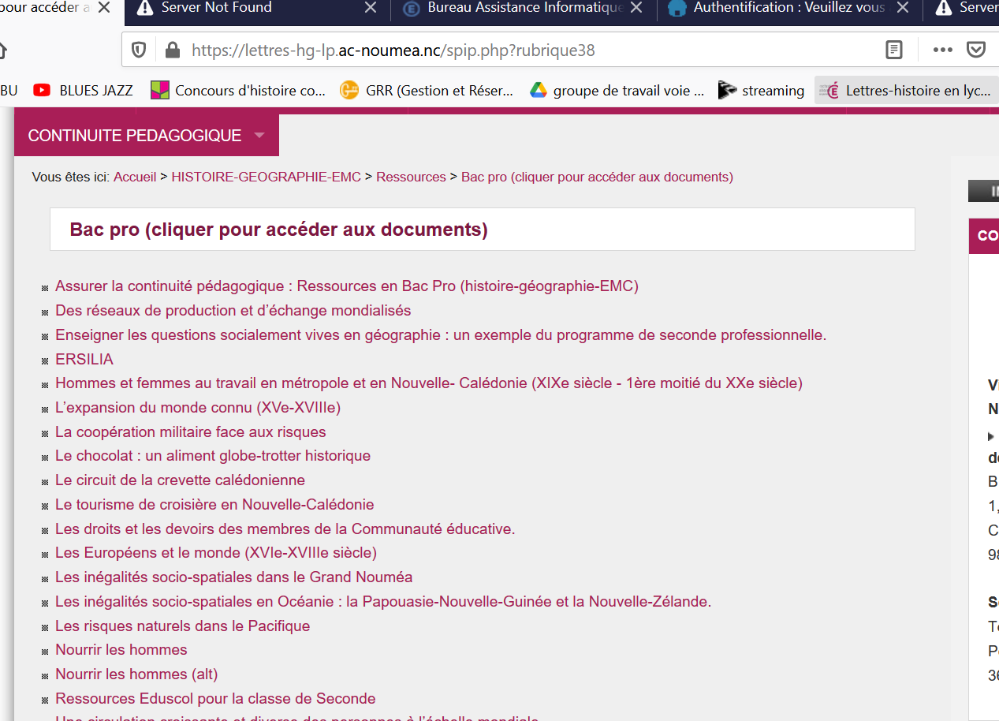 pour accéder a
Server Not Found
Bureau Assistance Informatique
Authentification : Veuillez vous
Server
https://lettres-hg-lp.ac-noumea.nc/spip.php?rubrique38
BU
BLUES JAZZ
Concours d'histoire co...
GRR (Gestion et Réser...
groupe de travail voie ...
streaming
Lettres-histoire en lyc...
CONTINUITE PEDAGOGIQUE
Vous êtes ici: Accueil > HISTOIRE-GEOGRAPHIE-EMC > Ressources > Bac pro (cliquer pour accéder aux documents)
Bac pro (cliquer pour accéder aux documents)
Assurer la continuité pédagogique : Ressources en Bac Pro (histoire-géographie-EMC)
Des réseaux de production et d’échange mondialisés
Enseigner les questions socialement vives en géographie : un exemple du programme de seconde professionnelle.
ERSILIA
Hommes et femmes au travail en métropole et en Nouvelle- Calédonie (XIXe siècle - 1ère moitié du XXe siècle)
L’expansion du monde connu (XVe-XVIIIe)
La coopération militaire face aux risques
Le chocolat : un aliment globe-trotter historique
Le circuit de la crevette calédonienne
Le tourisme de croisière en Nouvelle-Calédonie
Les droits et les devoirs des membres de la Communauté éducative.
Les Européens et le monde (XVIe-XVIIIe siècle)
Les inégalités socio-spatiales dans le Grand Nouméa
Les inégalités socio-spatiales en Océanie : la Papouasie-Nouvelle-Guinée et la Nouvelle-Zélande.
Les risques naturels dans le Pacifique
Nourrir les hommes
Nourrir les hommes (alt)
Ressources Eduscol pour la classe de Seconde
Une circulation croissante et diverse des personnes à l’échelle mondiale
CO